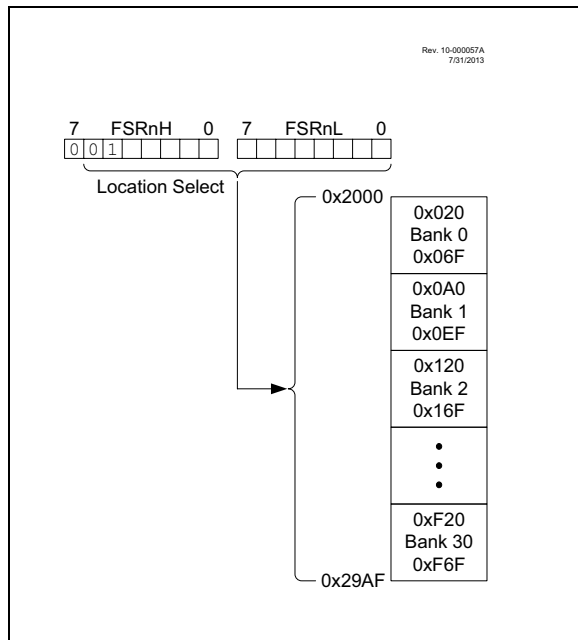 Rev. 10-000057A
7/31/2013
7 FSRnH 0 7 FSRnL 0
0 0 1
Location Select
0x2000
0x020
Bank 0
0x06F
0x0A0
Bank 1
0x0EF
0x120
Bank 2
0x16F
0xF20
Bank 30
0xF6F
0x29AF